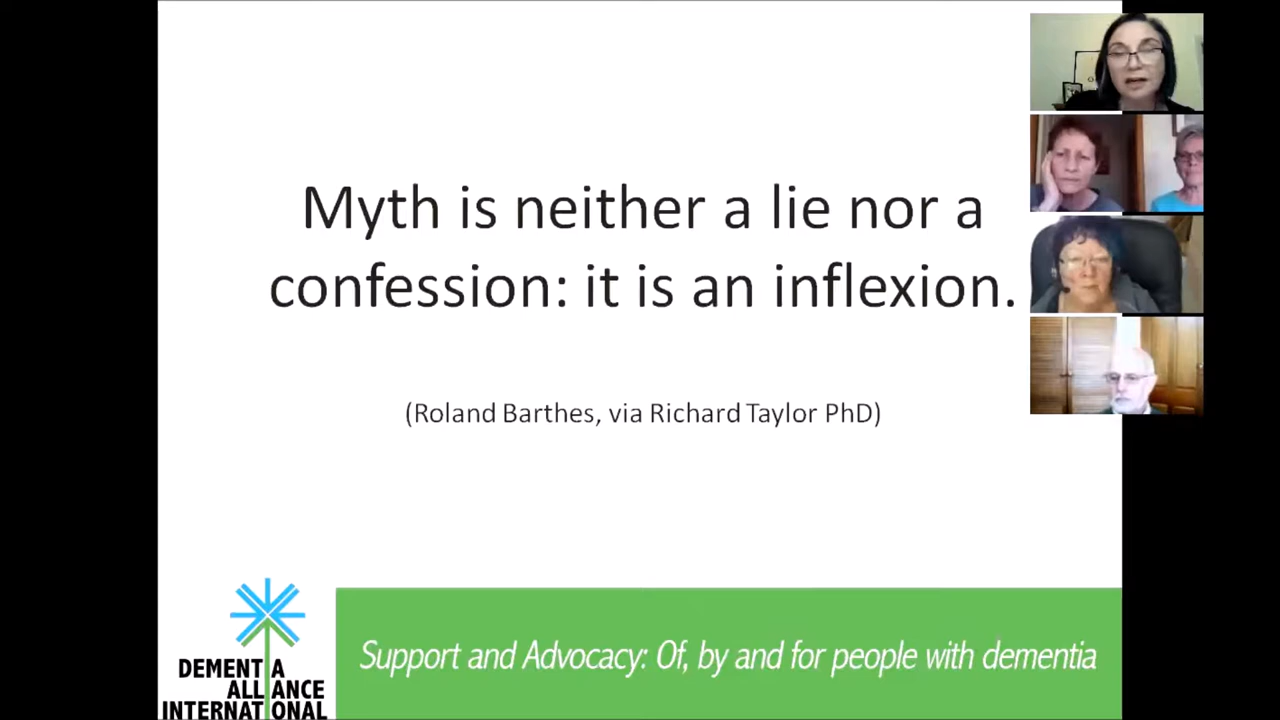 Myth is neither a lie nor a
confession: it is an inflexion.
(Roland Barthes, via Richard Taylor PhD)
DEMENTIA
ALLIANCE
INTERNATIONAL
Support and Advocacy: Of, by and for people with dementia